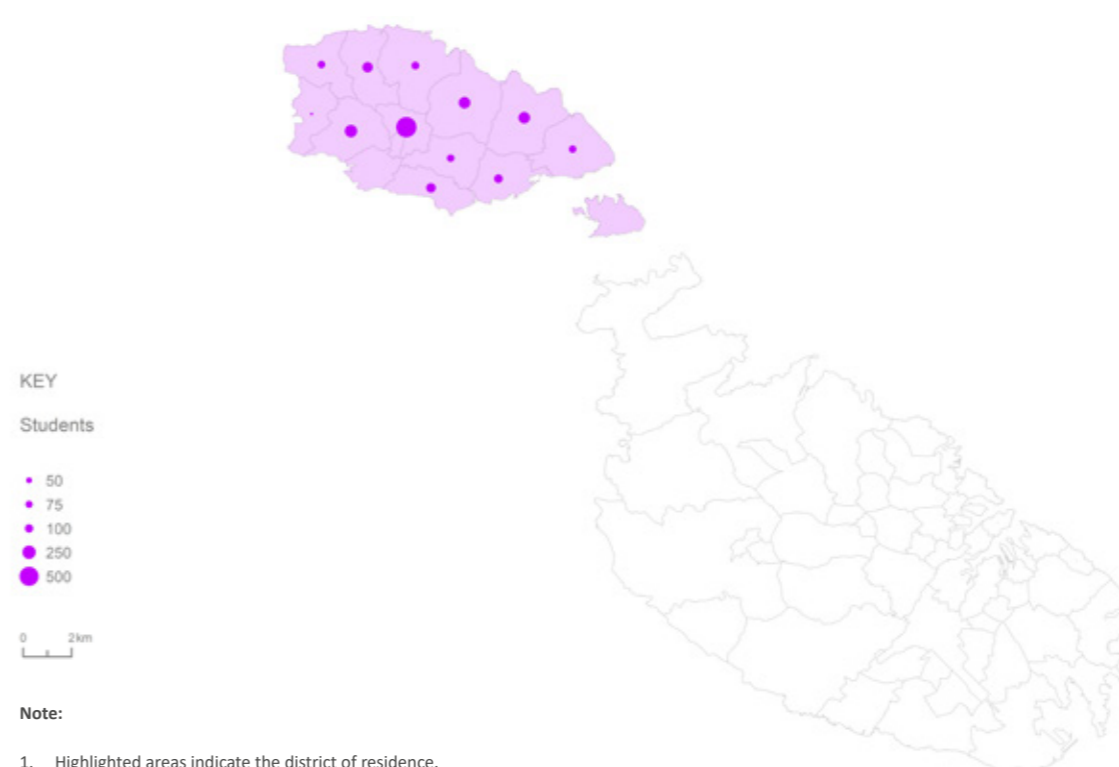 KEY
Students
50
75
100
250
500
0 2km
Note:
1. Highlighted areas indicate the district of residence.